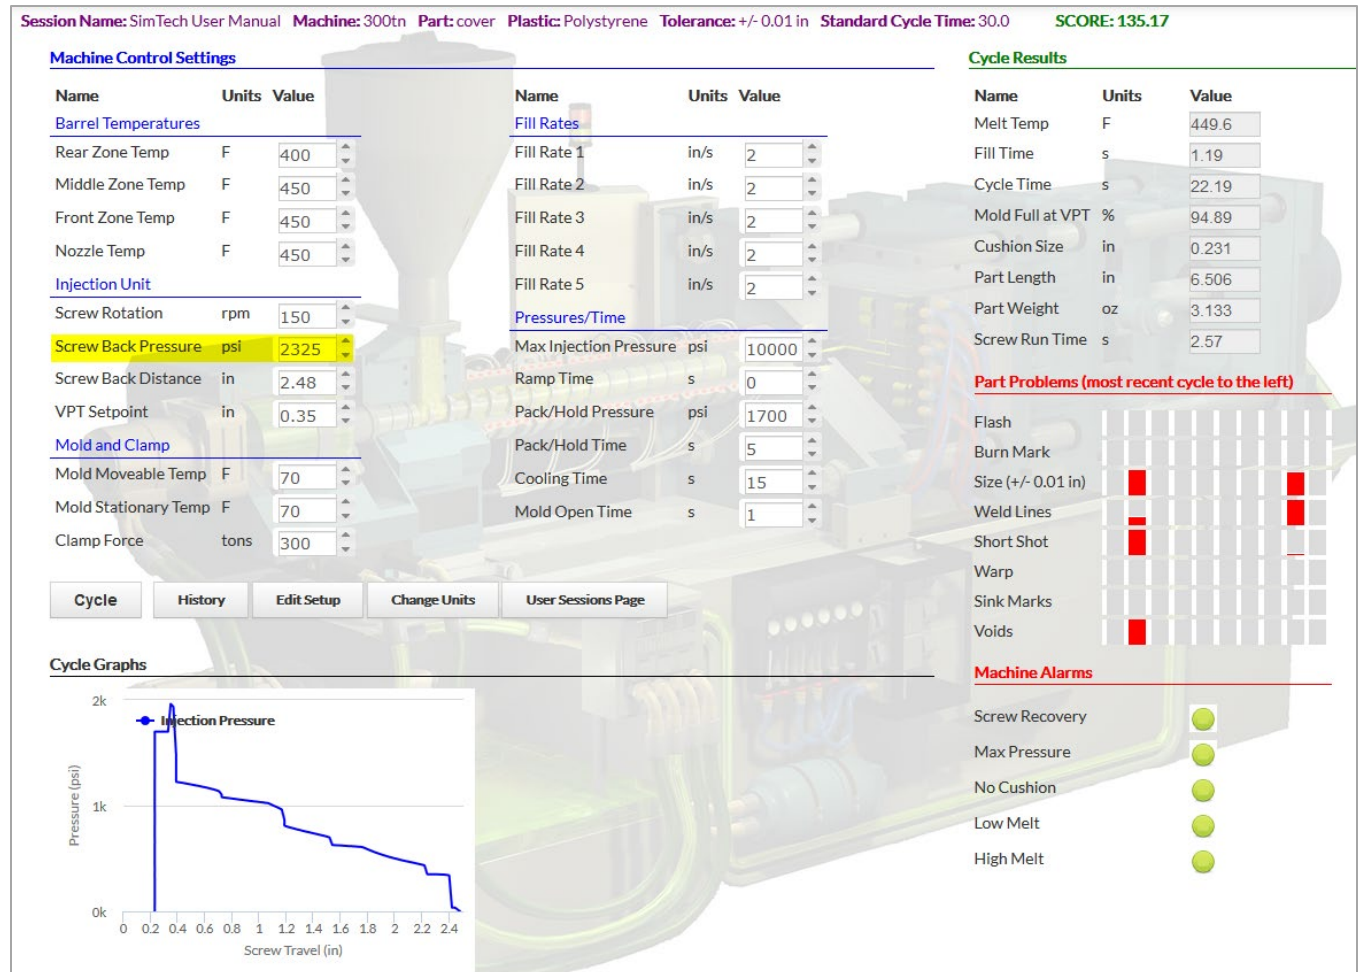 Session Name: SimTech User Manual Machine: 300tn Part: cover Plastic: Polystyrene Tolerance: +/- 0.01 in Standard Cycle Time: 30.0 SCORE: 135.17
Machine Control Settings
Name Units Value
Barrel Temperatures
Rear Zone Temp F 400
Middle Zone Temp F 450
Front Zone Temp F 450
Nozzle Temp F 450
Injection Unit
Screw Rotation rpm 150
Screw Back Pressure psi 2325
Screw Back Distance in 2.48
VPT Setpoint in 0.35
Mold and Clamp
Mold Moveable Temp F 70
Mold Stationary Temp F 70
Clamp Force tons 300
Name Units Value
Fill Rates
Fill Rate 1 in/s 2
Fill Rate 2 in/s 2
Fill Rate 3 in/s 2
Fill Rate 4 in/s 2
Fill Rate 5 in/s 2
Pressures/Time
Max Injection Pressure psi 10000
Ramp Time s 0
Pack/Hold Pressure psi 1700
Pack/Hold Time s 5
Cooling Time s 15
Mold Open Time s 1
Cycle History Edit Setup Change Units User Sessions Page
Cycle Graphs
Injection Pressure
Pressure (psi)
2k
1k
0k
0 0.2 0.4 0.6 0.8 1 1.2 1.4 1.6 1.8 2 2.2 2.4
Screw Travel (in)
Cycle Results
Name Units Value
Melt Temp F 449.6
Fill Time s 1.19
Cycle Time s 22.19
Mold Full at VPT % 94.89
Cushion Size in 0.231
Part Length in 6.506
Part Weight oz 3.133
Screw Run Time s 2.57
Part Problems (most recent cycle to the left)
Flash
Burn Mark
Size (+/- 0.01 in)
Weld Lines
Short Shot
Warp
Sink Marks
Voids
Machine Alarms
Screw Recovery
Max Pressure
No Cushion
Low Melt
High Melt